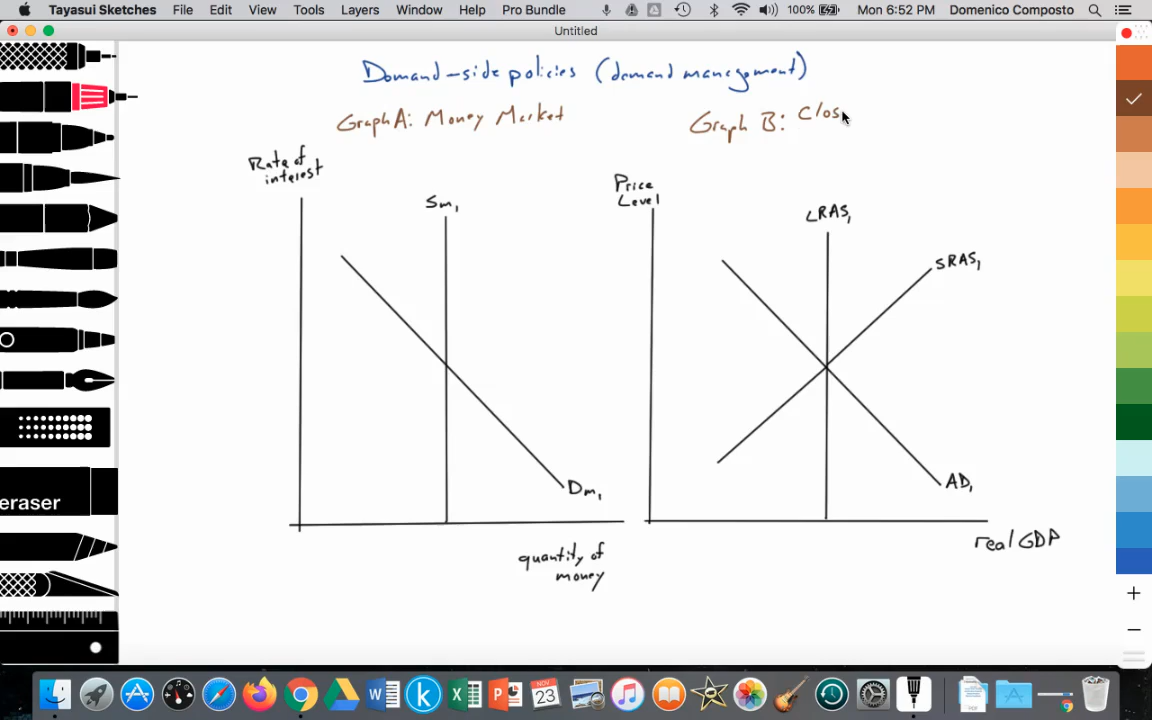 Tayasui Sketches File Edit View Tools Layers Window Help Pro Bundle 100% Mon 6:52 PM Domenico Composto
Untitled
Demand-side policies (demand management)
Graph A: Money Market
Graph B: Clos
Rate of
interest
Sm1
Dm1
quantity of
money
Price
Level
LRAS1
SRAS1
AD1
real GDP
eraser
NOV
23